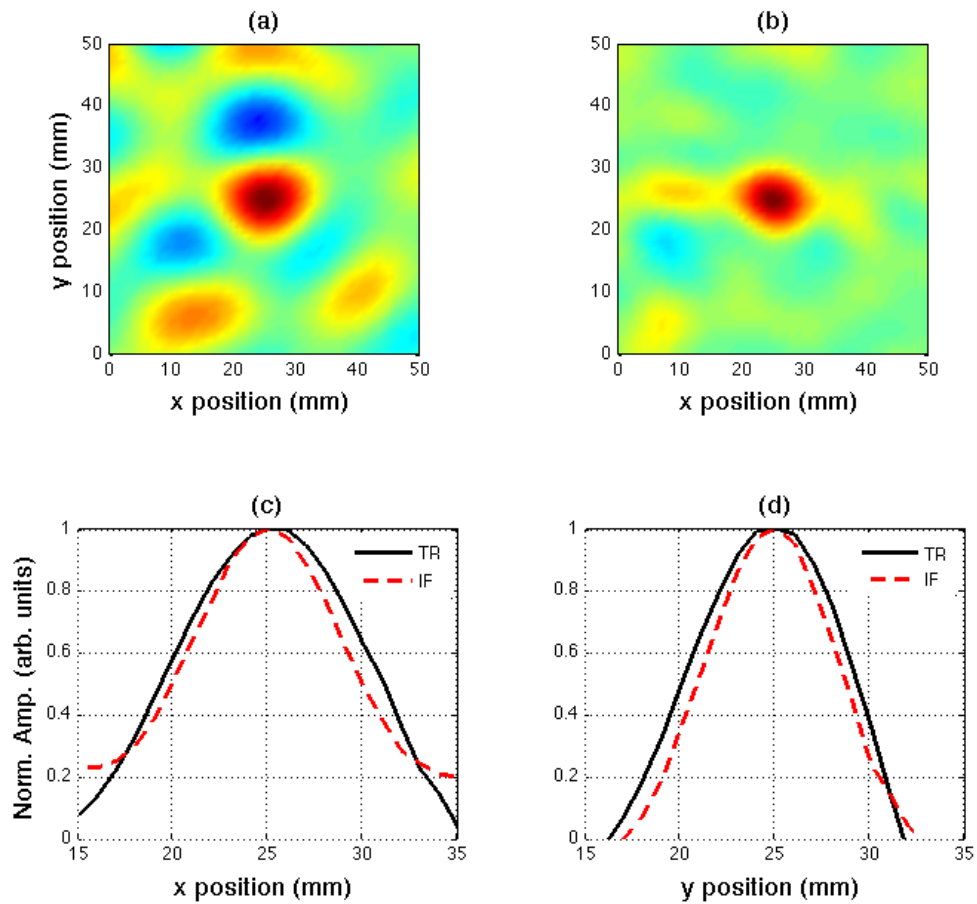 (a)
50
40
30
20
10
0
y position (mm)
0 10 20 30 40 50
x position (mm)
(b)
50
40
30
20
10
0
0 10 20 30 40 50
x position (mm)
(c)
1
0.8
0.6
0.4
0.2
0
Norm. Amp. (arb. units)
TR
IF
15 20 25 30 35
x position (mm)
(d)
1
0.8
0.6
0.4
0.2
0
TR
IF
15 20 25 30 35
y position (mm)